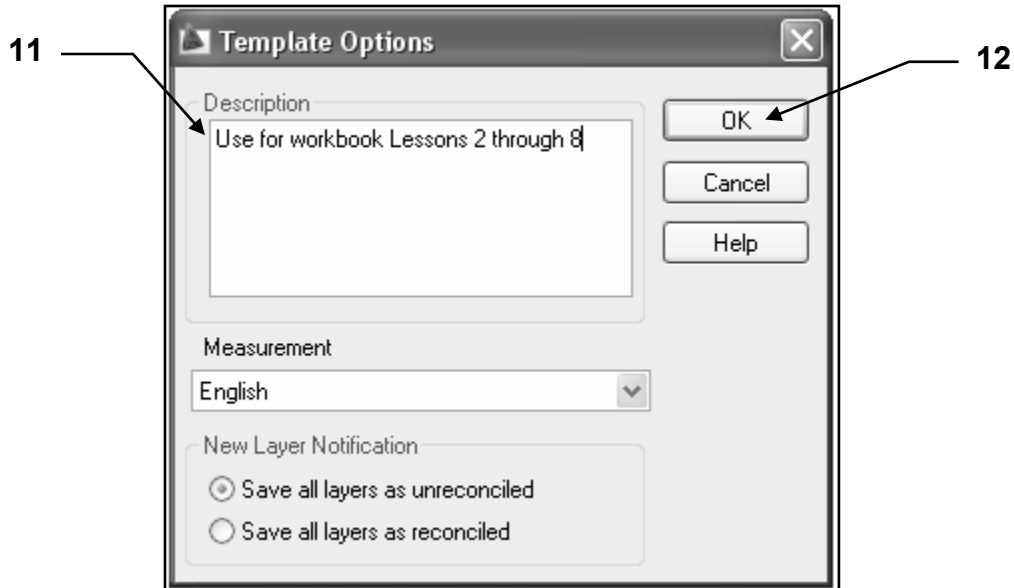 11
Template Options
12
Description
OK
Use for workbook Lessons 2 through 8
Cancel
Help
Measurement
English
New Layer Notification
Save all layers as unreconciled
Save all layers as reconciled